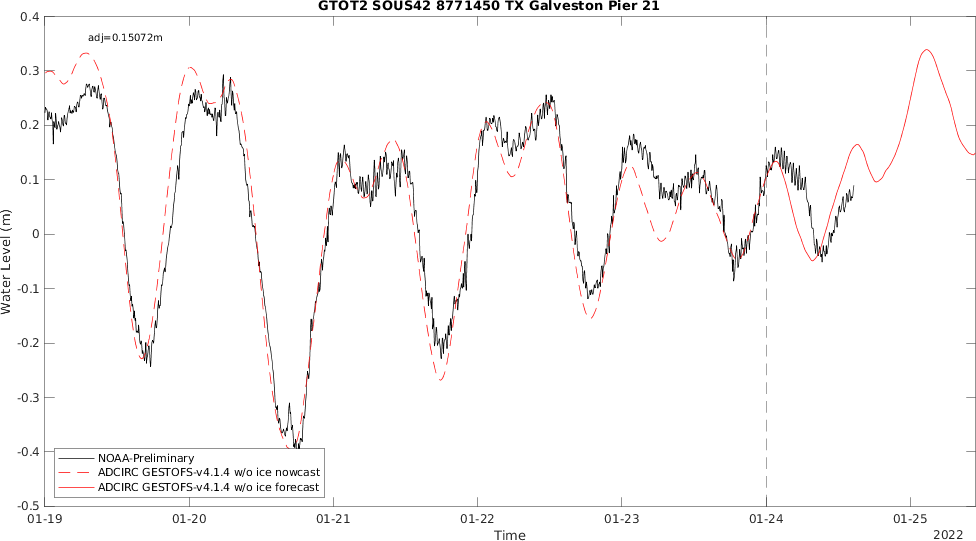 GTOT2 SOUS42 8771450 TX Galveston Pier 21
adj=0.15072m
0.4
0.3
0.2
0.1
0
-0.1
-0.2
-0.3
-0.4
-0.5
Water Level (m)
NOAA-Preliminary
ADCIRC GESTOFS-v4.1.4 w/o ice nowcast
ADCIRC GESTOFS-v4.1.4 w/o ice forecast
01-19 01-20 01-21 01-22 01-23 01-24 01-25
Time
2022